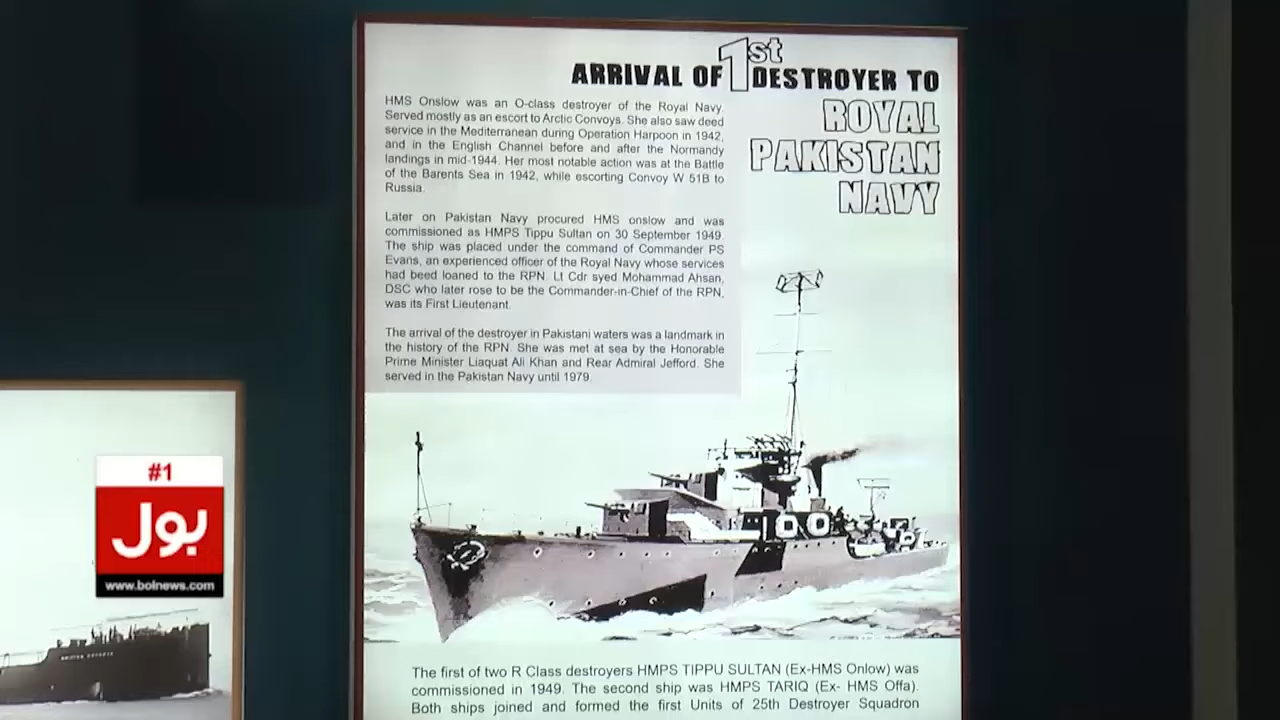 ARRIVAL OF 1st DESTROYER TO
ROYAL
PAKISTAN
NAVY
HMS Onslow was an O-class destroyer of the Royal Navy.
Served mostly as an escort to Arctic Convoys. She also saw deed
service in the Mediterranean during Operation Harpoon in 1942,
and in the English Channel before and after the Normandy
landings in mid-1944. Her most notable action was at the Battle
of the Barents Sea in 1942, while escorting Convoy W 51B to
Russia.
Later on Pakistan Navy procured HMS onslow and was
commissioned as HMPS Tippu Sultan on 30 September 1949.
The ship was placed under the command of Commander PS
Evans, an experienced officer of the Royal Navy whose services
had beed loaned to the RPN. Lt Cdr syed Mohammad Ahsan,
DSC who later rose to be the Commander-in-Chief of the RPN,
was its First Lieutenant.
The arrival of the destroyer in Pakistani waters was a landmark in
the history of the RPN. She was met at sea by the Honorable
Prime Minister Liaquat Ali Khan and Rear Admiral Jefford. She
served in the Pakistan Navy until 1979.
#1
بول
www.bolnews.com
The first of two R Class destroyers HMPS TIPPU SULTAN (Ex-HMS Onlow) was
commissioned in 1949. The second ship was HMPS TARIQ (Ex- HMS Offa).
Both ships joined and formed the first Units of 25th Destroyer Squadron